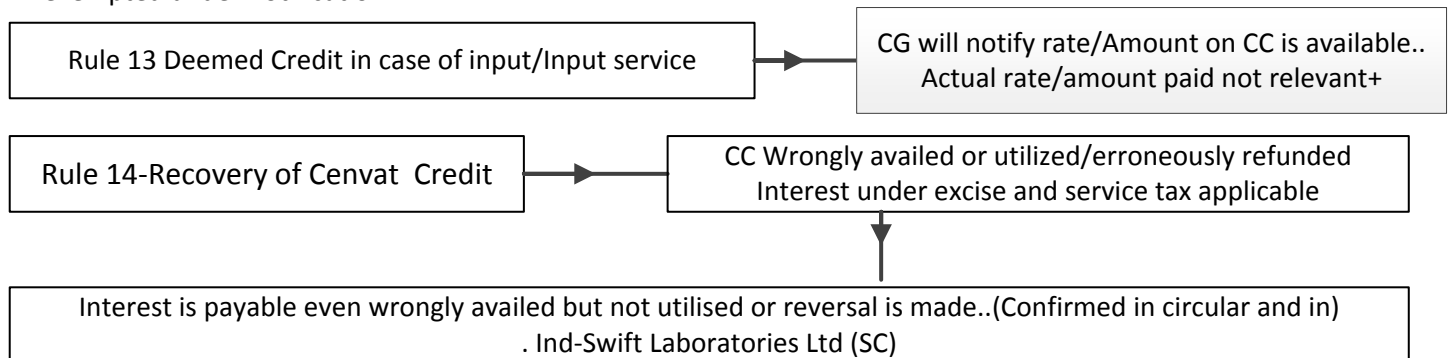 Rule 13 Deemed Credit in case of input/Input service
CG will notify rate/Amount on CC is available..
Actual rate/amount paid not relevant+
Rule 14-Recovery of Cenvat Credit
CC Wrongly availed or utilized/erroneously refunded
Interest under excise and service tax applicable
Interest is payable even wrongly availed but not utilised or reversal is made..(Confirmed in circular and in)
. Ind-Swift Laboratories Ltd (SC)